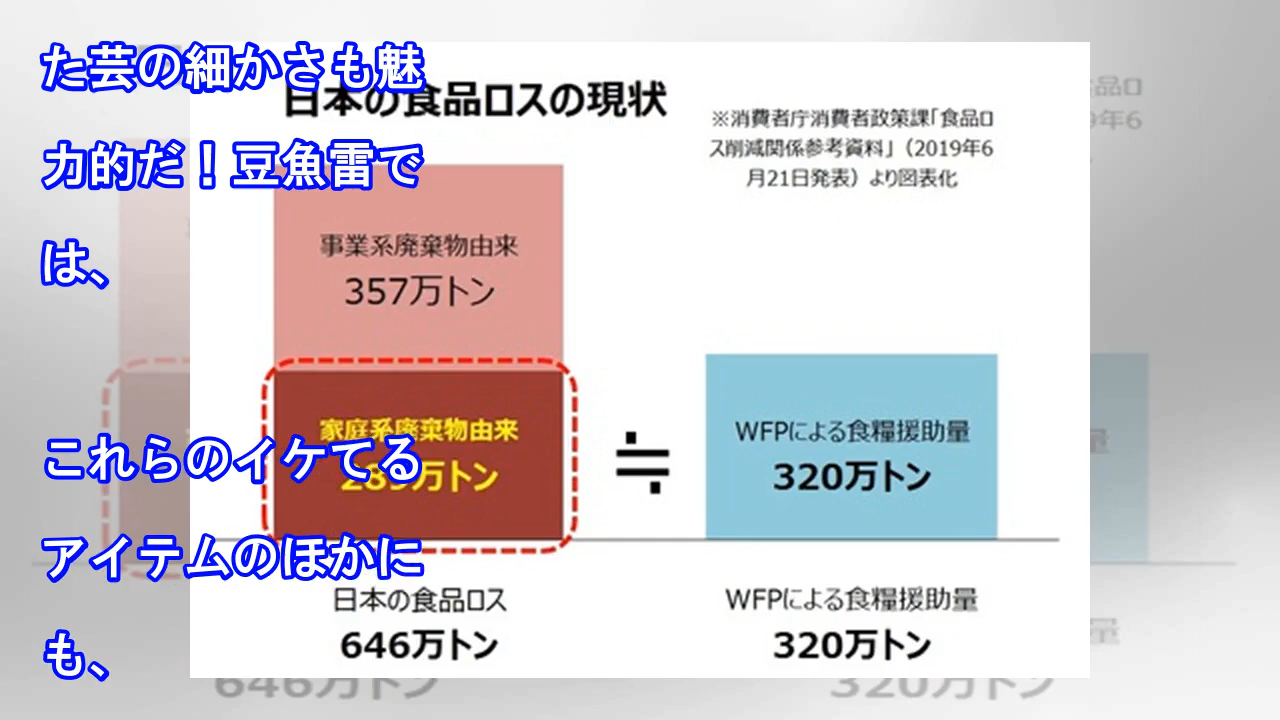 た芸の細かさも魅
力的だ！豆魚雷で
は、
これらのイケてる
アイテムのほかに
も、
日本の食品ロスの現状
※消費者庁消費者政策課「食品ロ
ス削減関係参考資料」（2019年6
月21日発表）より図表化
事業系廃棄物由来
357万トン
家庭系廃棄物由来
289万トン
≒
WFPによる食糧援助量
320万トン
日本の食品ロス
646万トン
WFPによる食糧援助量
320万トン